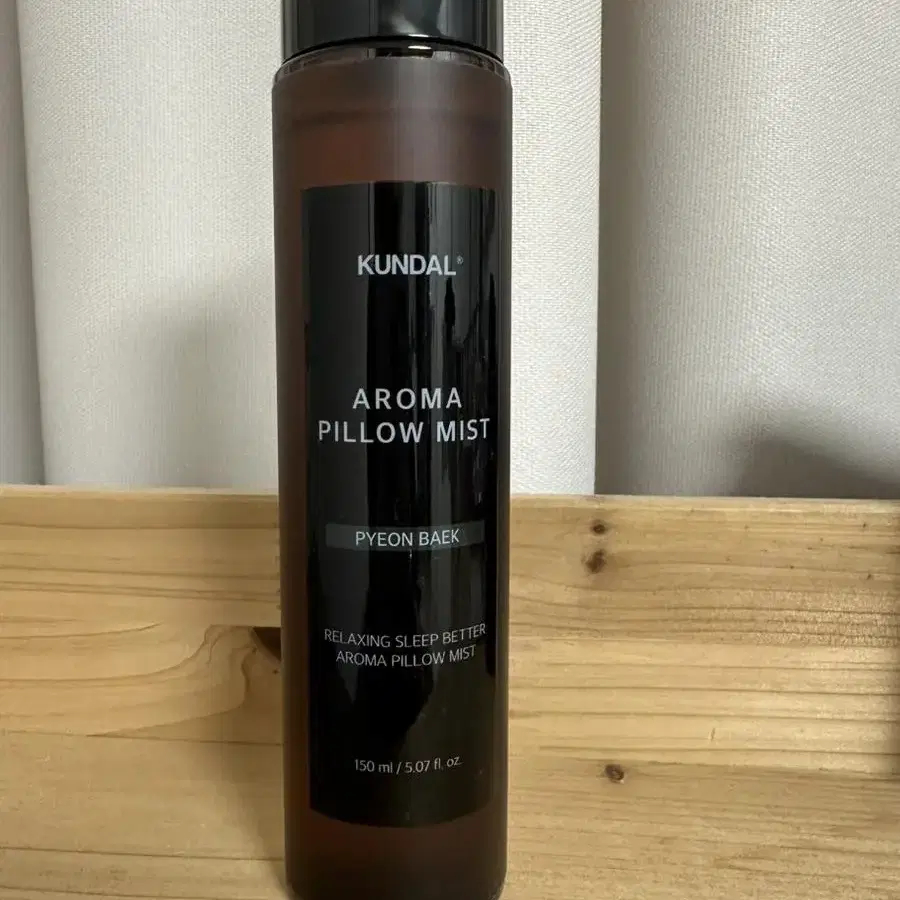 KUNDAL®
AROMA
PILLOW MIST
PYEON BAEK
RELAXING SLEEP BETTER
AROMA PILLOW MIST
150 ml / 5.07 fl. oz.